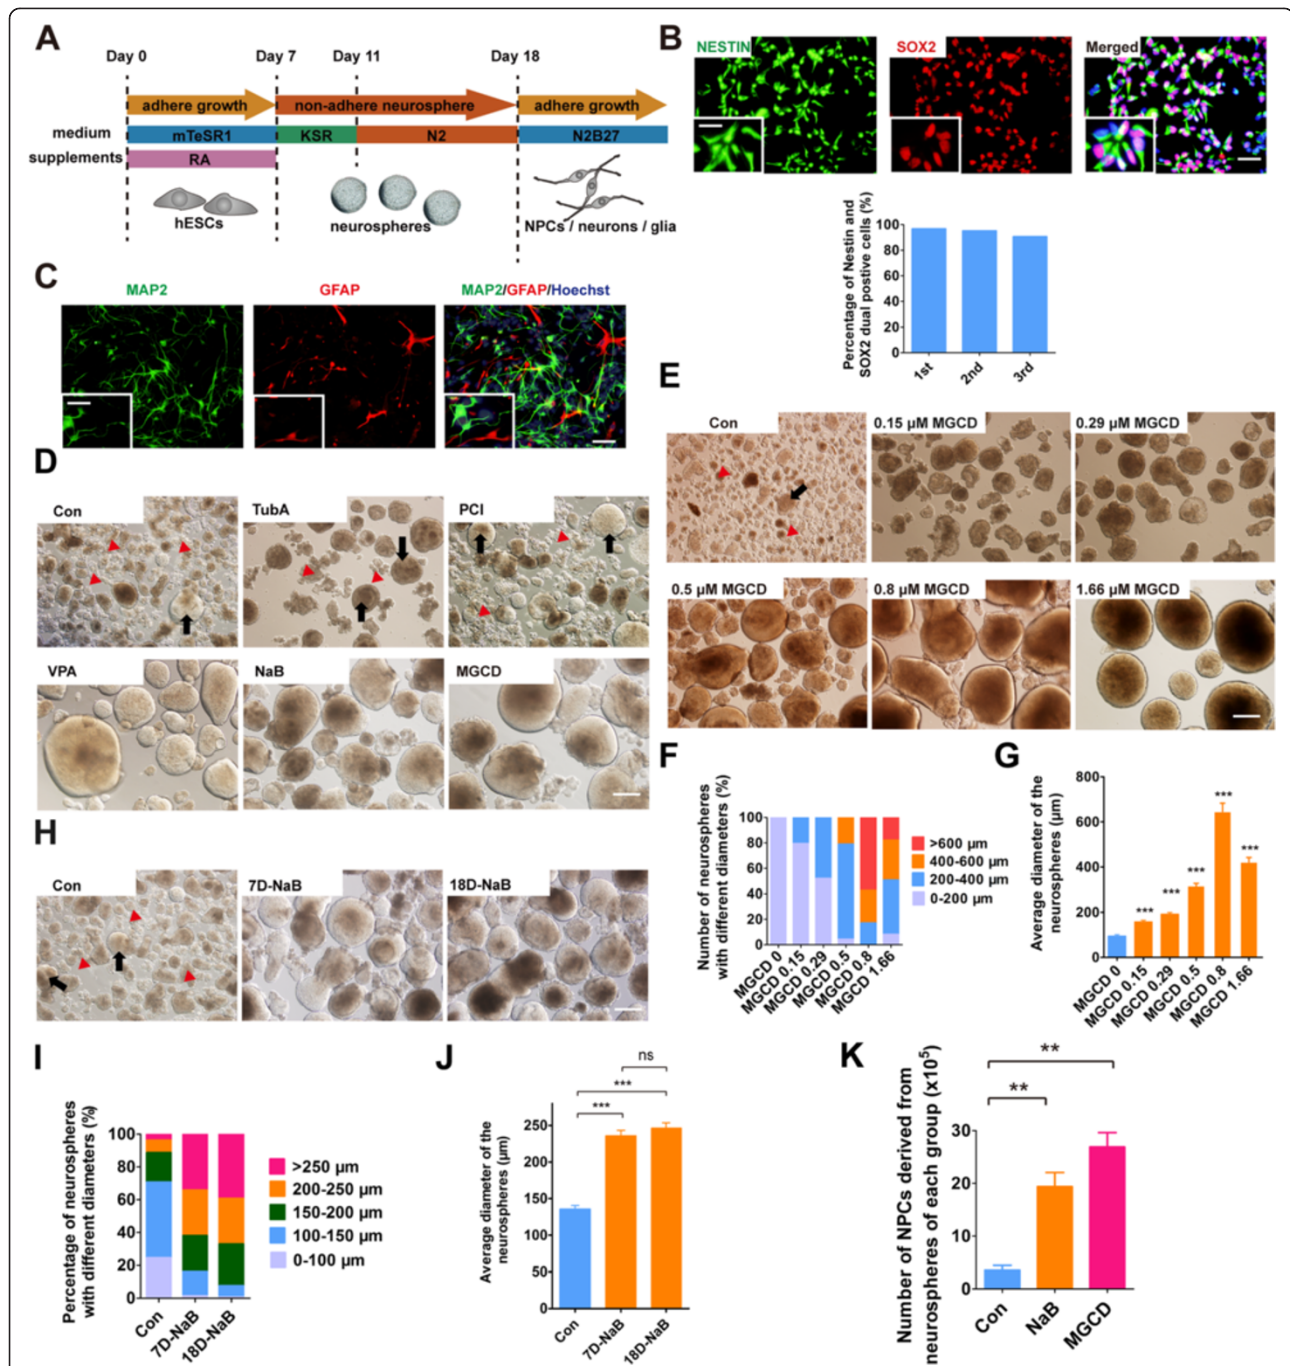 A
Day 0 Day 7 Day 11 Day 18
adhere growth non-adhere neurosphere adhere growth
medium mTeSR1 KSR N2 N2B27
supplements RA
hESCs neurospheres NPCs / neurons / glia
B
NESTIN SOX2 Merged
Percentage of Nestin and
SOX2 dual postive cells (%)
100
80
60
40
20
0
1st 2nd 3rd
C
MAP2 GFAP MAP2/GFAP/Hoechst
D
Con TubA PCI
VPA NaB MGCD
E
Con 0.15 µM MGCD 0.29 µM MGCD
0.5 µM MGCD 0.8 µM MGCD 1.66 µM MGCD
F
Number of neurospheres
with different diameters (%)
100
80
60
40
20
0
MGCD 0 MGCD 0.15 MGCD 0.29 MGCD 0.5 MGCD 0.8 MGCD 1.66
>600 µm
400-600 µm
200-400 µm
0-200 µm
G
Average diameter of the
neurospheres (µm)
800
600
400
200
0
*** *** *** *** ***
MGCD 0 MGCD 0.15 MGCD 0.29 MGCD 0.5 MGCD 0.8 MGCD 1.66
H
Con 7D-NaB 18D-NaB
I
Percentage of neurospheres
with different diameters (%)
100
80
60
40
20
0
Con 7D-NaB 18D-NaB
>250 µm
200-250 µm
150-200 µm
100-150 µm
0-100 µm
J
Average diameter of the
neurospheres (µm)
ns
***
***
250
200
150
100
50
0
Con 7D-NaB 18D-NaB
K
Number of NPCs derived from
neurospheres of each group (x10⁵)
**
**
30
20
10
0
Con NaB MGCD